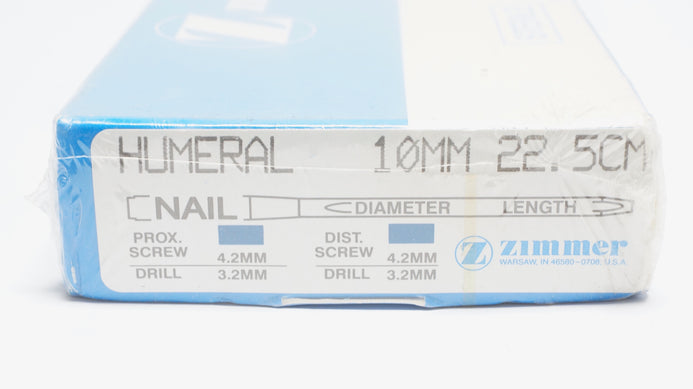 HUMERAL 10MM 22.5CM
NAIL DIAMETER LENGTH
PROX. SCREW 4.2MM
DRILL 3.2MM
DIST. SCREW 4.2MM
DRILL 3.2MM
Z zimmer
WARSAW, IN 46580-0708, U.S.A.